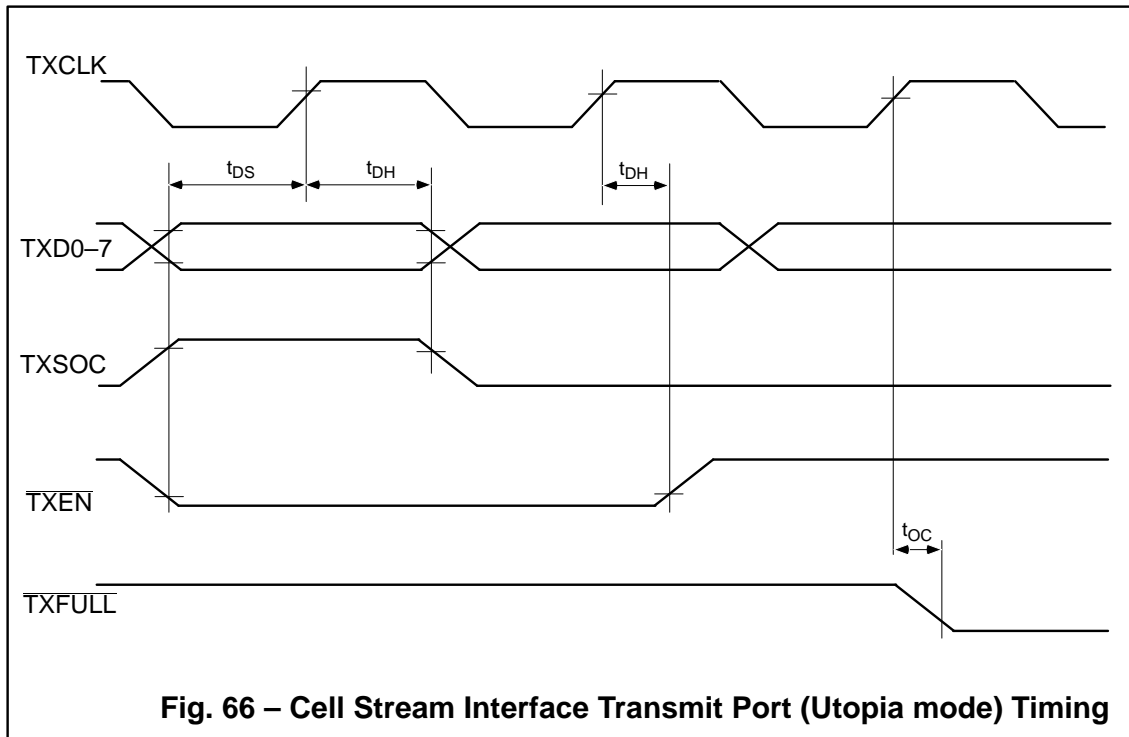 TXCLK
tDS
tDH
tDH
TXD0–7
TXSOC
TXEN
tOC
TXFULL
Fig. 66 – Cell Stream Interface Transmit Port (Utopia mode) Timing